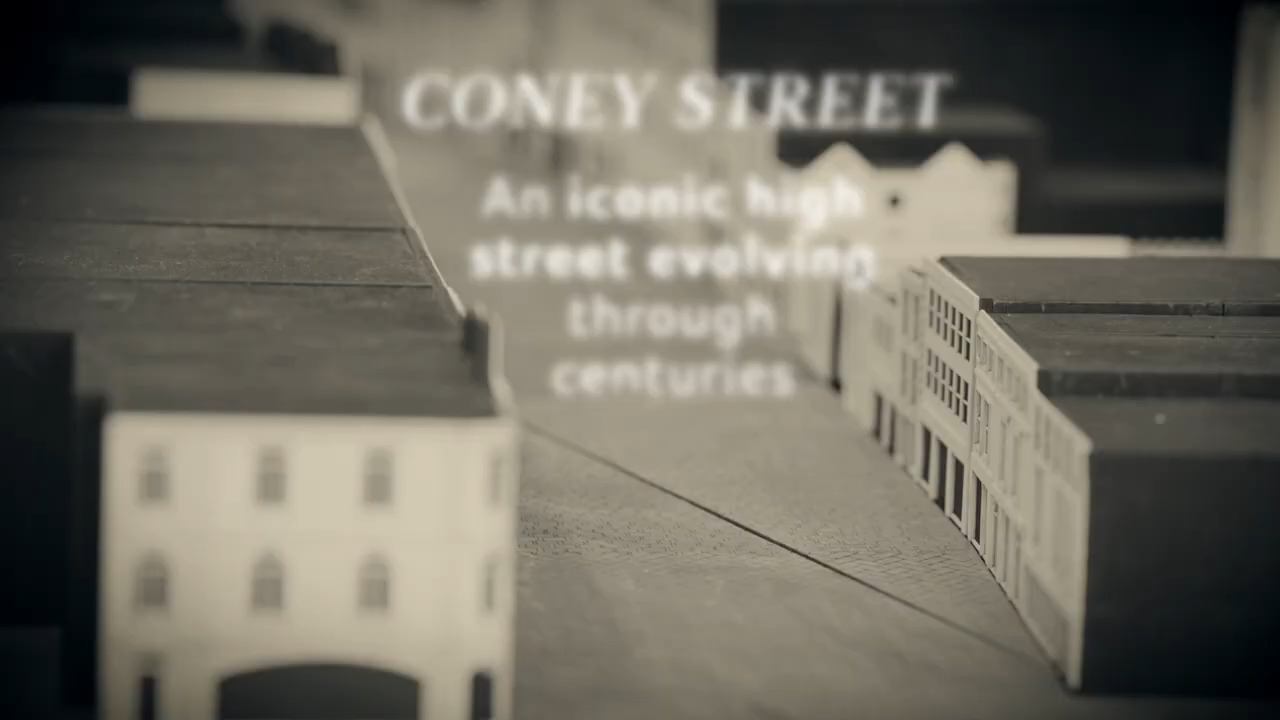 CONEY STREET
An iconic high
street evolving
through
centuries